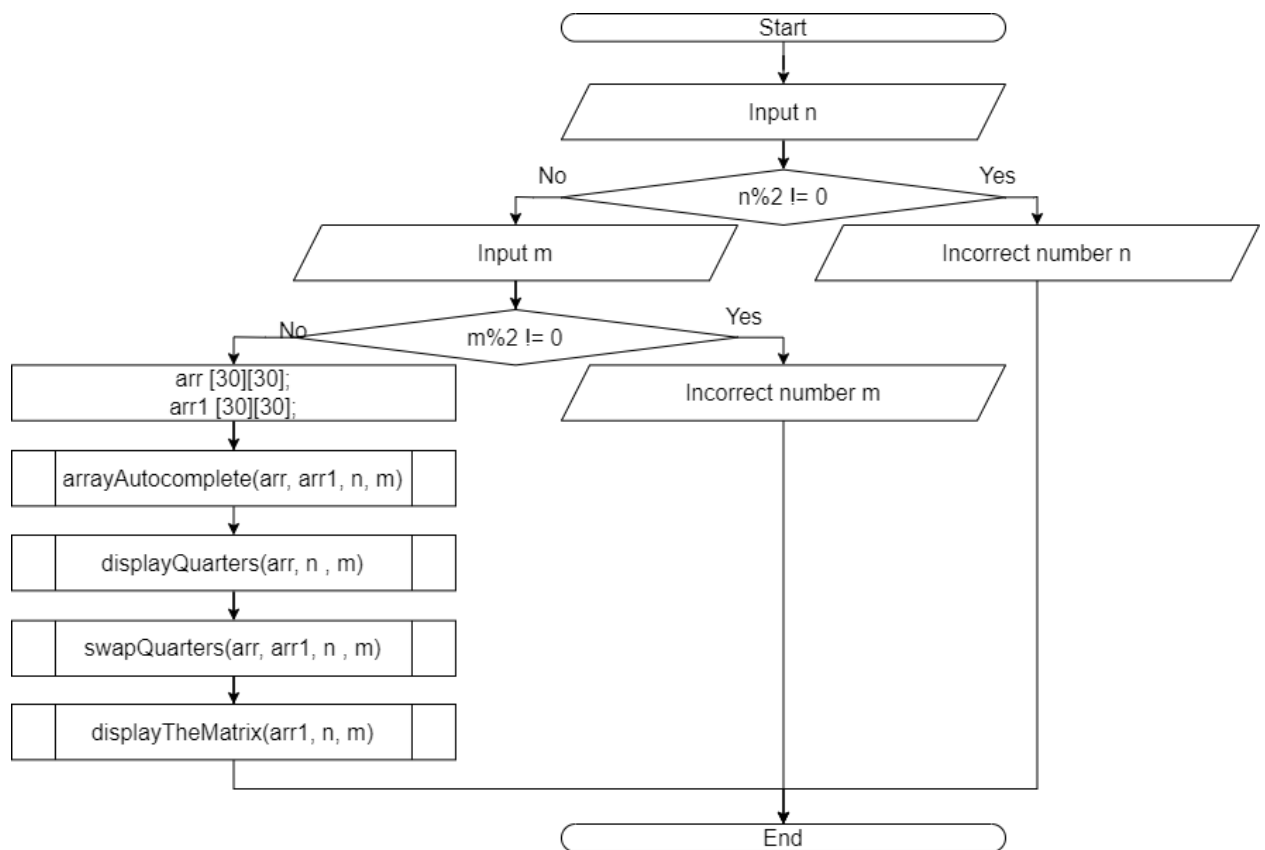 Start
Input n
No
Yes
n%2 != 0
Input m
Incorrect number n
No
Yes
m%2 != 0
arr [30][30];
arr1 [30][30];
Incorrect number m
arrayAutocomplete(arr, arr1, n, m)
displayQuarters(arr, n , m)
swapQuarters(arr, arr1, n , m)
displayTheMatrix(arr1, n, m)
End